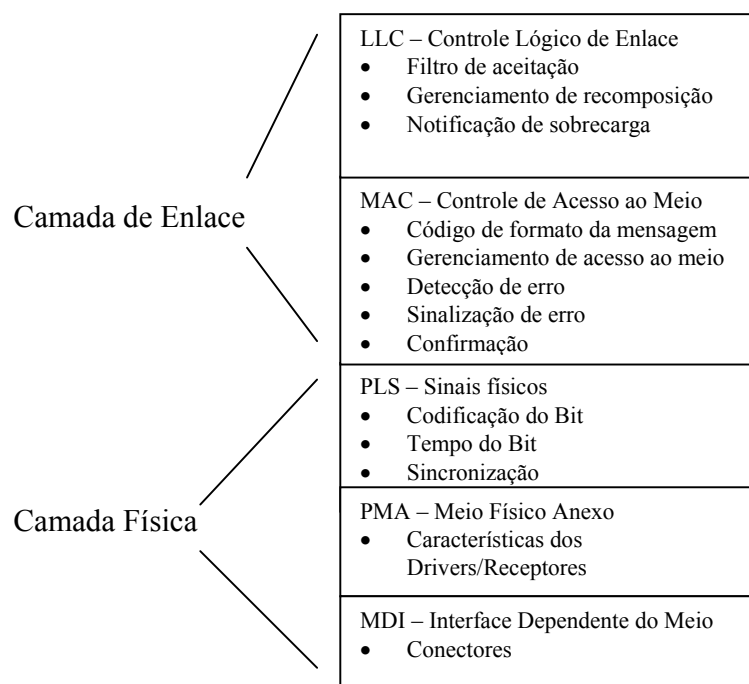 LLC – Controle Lógico de Enlace
• Filtro de aceitação
• Gerenciamento de recomposição
• Notificação de sobrecarga
Camada de Enlace
MAC – Controle de Acesso ao Meio
• Código de formato da mensagem
• Gerenciamento de acesso ao meio
• Detecção de erro
• Sinalização de erro
• Confirmação
Camada Física
PLS – Sinais físicos
• Codificação do Bit
• Tempo do Bit
• Sincronização
PMA – Meio Físico Anexo
• Características dos
Drivers/Receptores
MDI – Interface Dependente do Meio
• Conectores